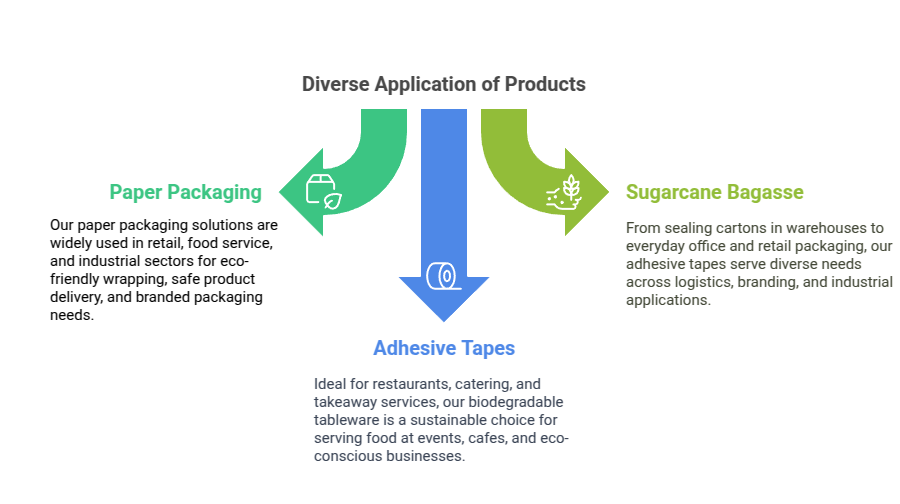 Diverse Application of Products
Paper Packaging
Our paper packaging solutions are
widely used in retail, food service,
and industrial sectors for eco-
friendly wrapping, safe product
delivery, and branded packaging
needs.
Sugarcane Bagasse
From sealing cartons in warehouses to
everyday office and retail packaging, our
adhesive tapes serve diverse needs
across logistics, branding, and industrial
applications.
Adhesive Tapes
Ideal for restaurants, catering, and
takeaway services, our biodegradable
tableware is a sustainable choice for
serving food at events, cafes, and eco-
conscious businesses.